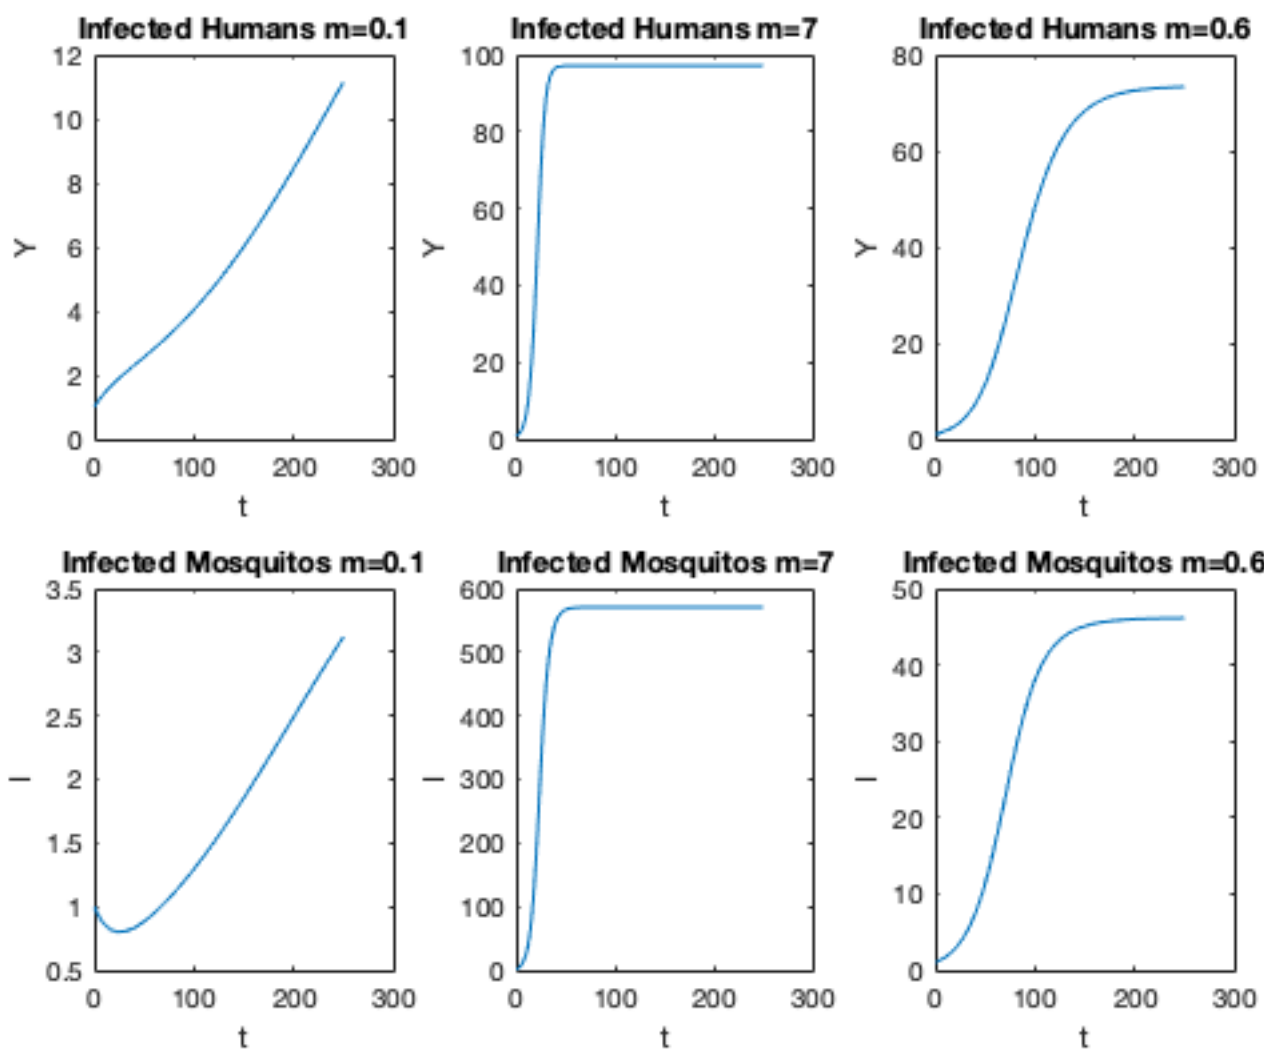 Infected Humans m=0.1
12
10
8
6
4
2
0
Y
0 100 200 300
t
Infected Humans m=7
100
80
60
40
20
0
Y
0 100 200 300
t
Infected Humans m=0.6
80
60
40
20
0
Y
0 100 200 300
t
Infected Mosquitos m=0.1
3.5
3
2.5
2
1.5
1
0.5
I
0 100 200 300
t
Infected Mosquitos m=7
600
500
400
300
200
100
0
I
0 100 200 300
t
Infected Mosquitos m=0.6
50
40
30
20
10
0
I
0 100 200 300
t